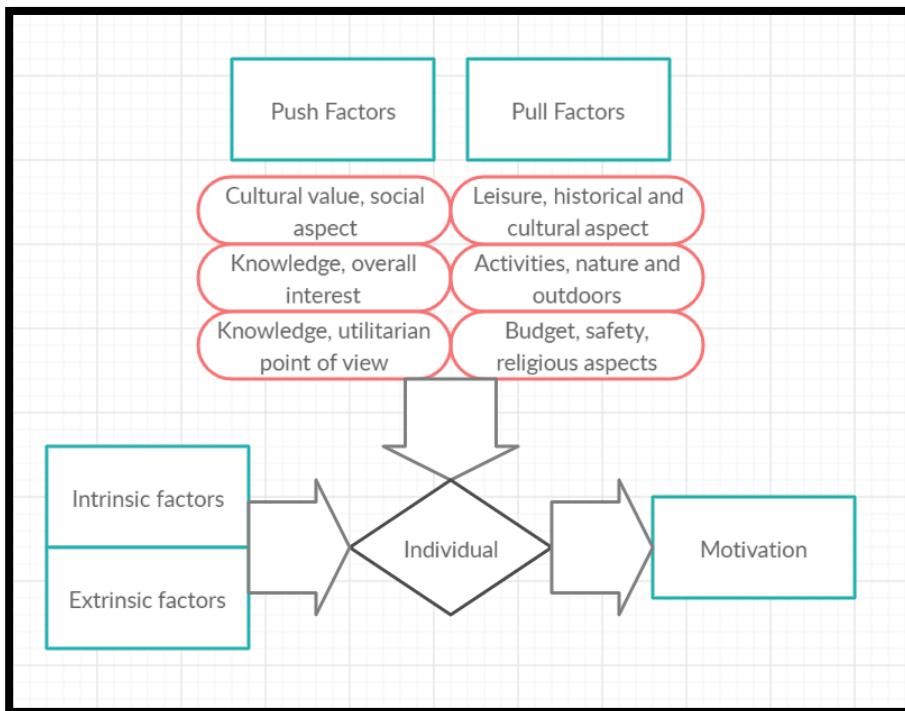 Push Factors
Pull Factors
Cultural value, social
aspect
Leisure, historical and
cultural aspect
Knowledge, overall
interest
Activities, nature and
outdoors
Knowledge, utilitarian
point of view
Budget, safety,
religious aspects
Intrinsic factors
Extrinsic factors
Individual
Motivation